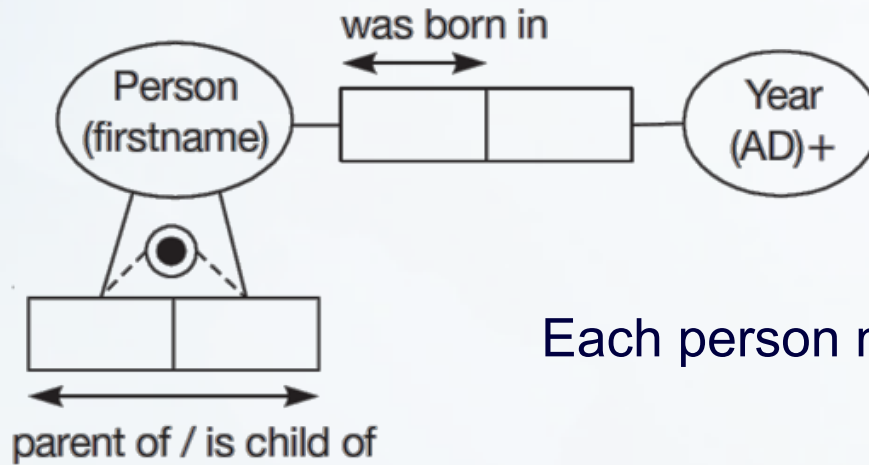 was born in
Person
(firstname)
Year
(AD)+
Each person
parent of / is child of